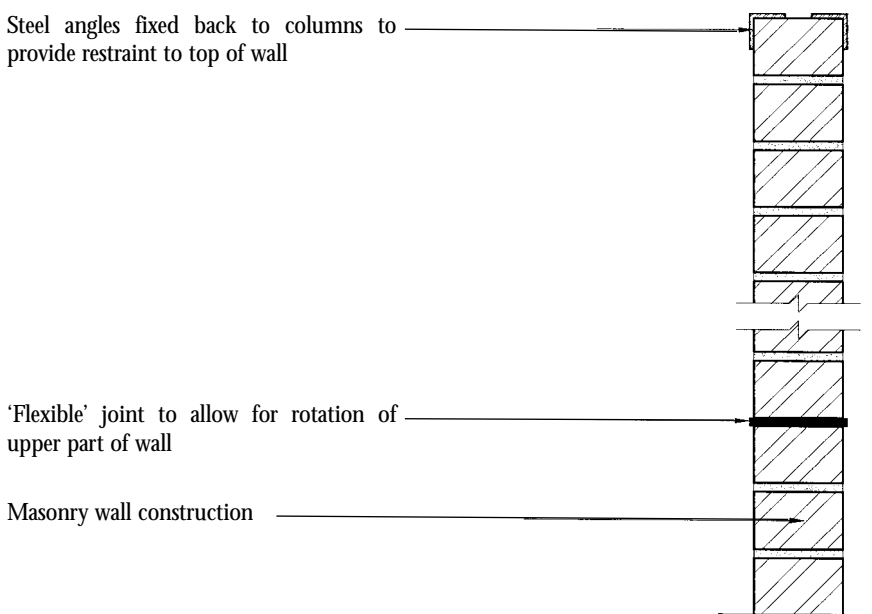 Steel angles fixed back to columns to
provide restraint to top of wall
‘Flexible’ joint to allow for rotation of
upper part of wall
Masonry wall construction